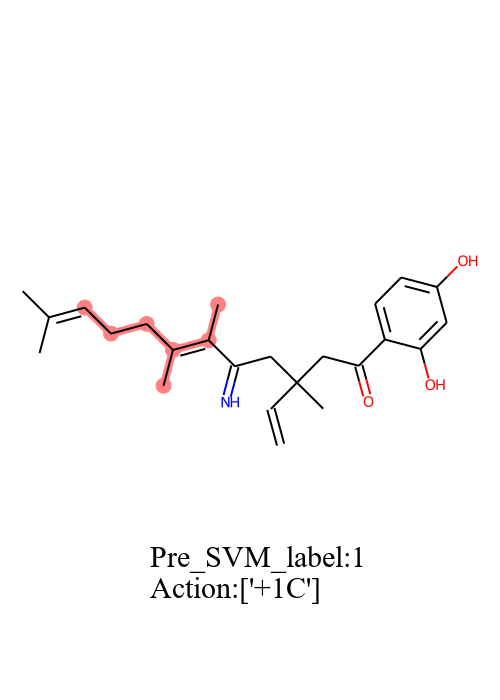 OH
NH
O
OH
Pre_SVM_label:1
Action:['+1C']